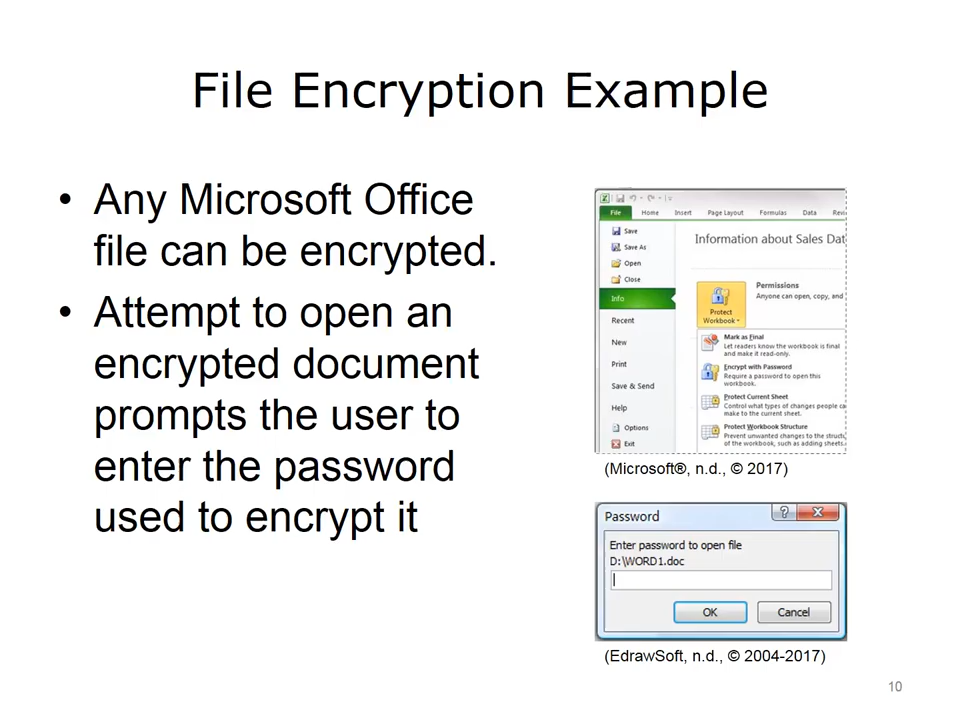 File Encryption Example
• Any Microsoft Office
file can be encrypted.
• Attempt to open an
encrypted document
prompts the user to
enter the password
used to encrypt it
File Home Insert Page Layout Formulas Data Revi
Save
Save As
Open
Close
Info
Recent
New
Print
Save & Send
Help
Options
Exit
Information about Sales Dat
Permissions
Anyone can open, copy, and
Protect
Workbook
Mark as Final
Let readers know the workbook is final
and make it read-only.
Encrypt with Password
Require a password to open this
workbook.
Protect Current Sheet
Control what types of changes people ca
make to the current sheet.
Protect Workbook Structure
Prevent unwanted changes to the struct
of the workbook, such as adding sheets.
(Microsoft®, n.d., © 2017)
Password
Enter password to open file
D:\WORD1.doc
OK Cancel
(EdrawSoft, n.d., © 2004-2017)
10